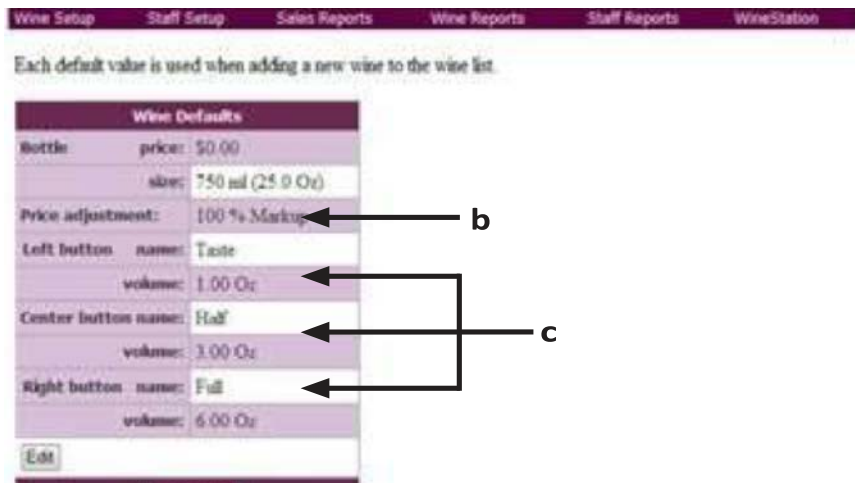 Wine Setup Staff Setup Sales Reports Wine Reports Staff Reports WineStation
Each default value is used when adding a new wine to the wine list.
Wine Defaults
Bottle price: $0.00
size: 750 ml (25.0 Oz)
Price adjustment: 100 % Markup
b
Left button name: Taste
volume: 1.00 Oz
Center button name: Half
c
volume: 3.00 Oz
Right button name: Full
volume: 6.00 Oz
Edit